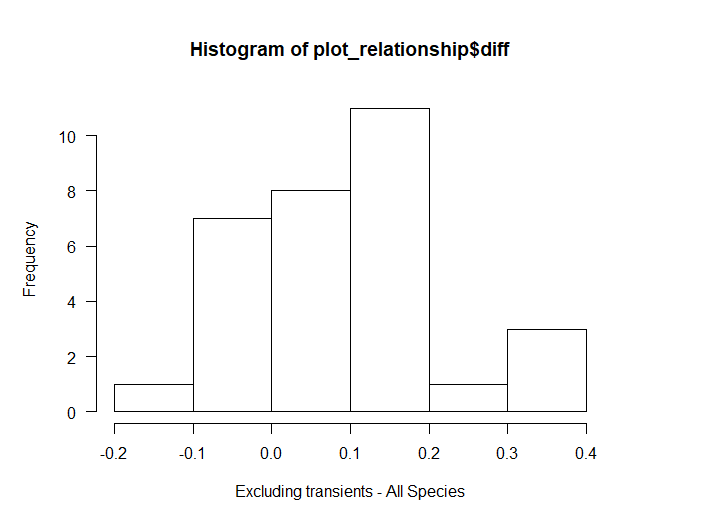 Histogram of plot_relationship$diff
10
8
6
4
2
0
Frequency
-0.2 -0.1 0.0 0.1 0.2 0.3 0.4
Excluding transients - All Species